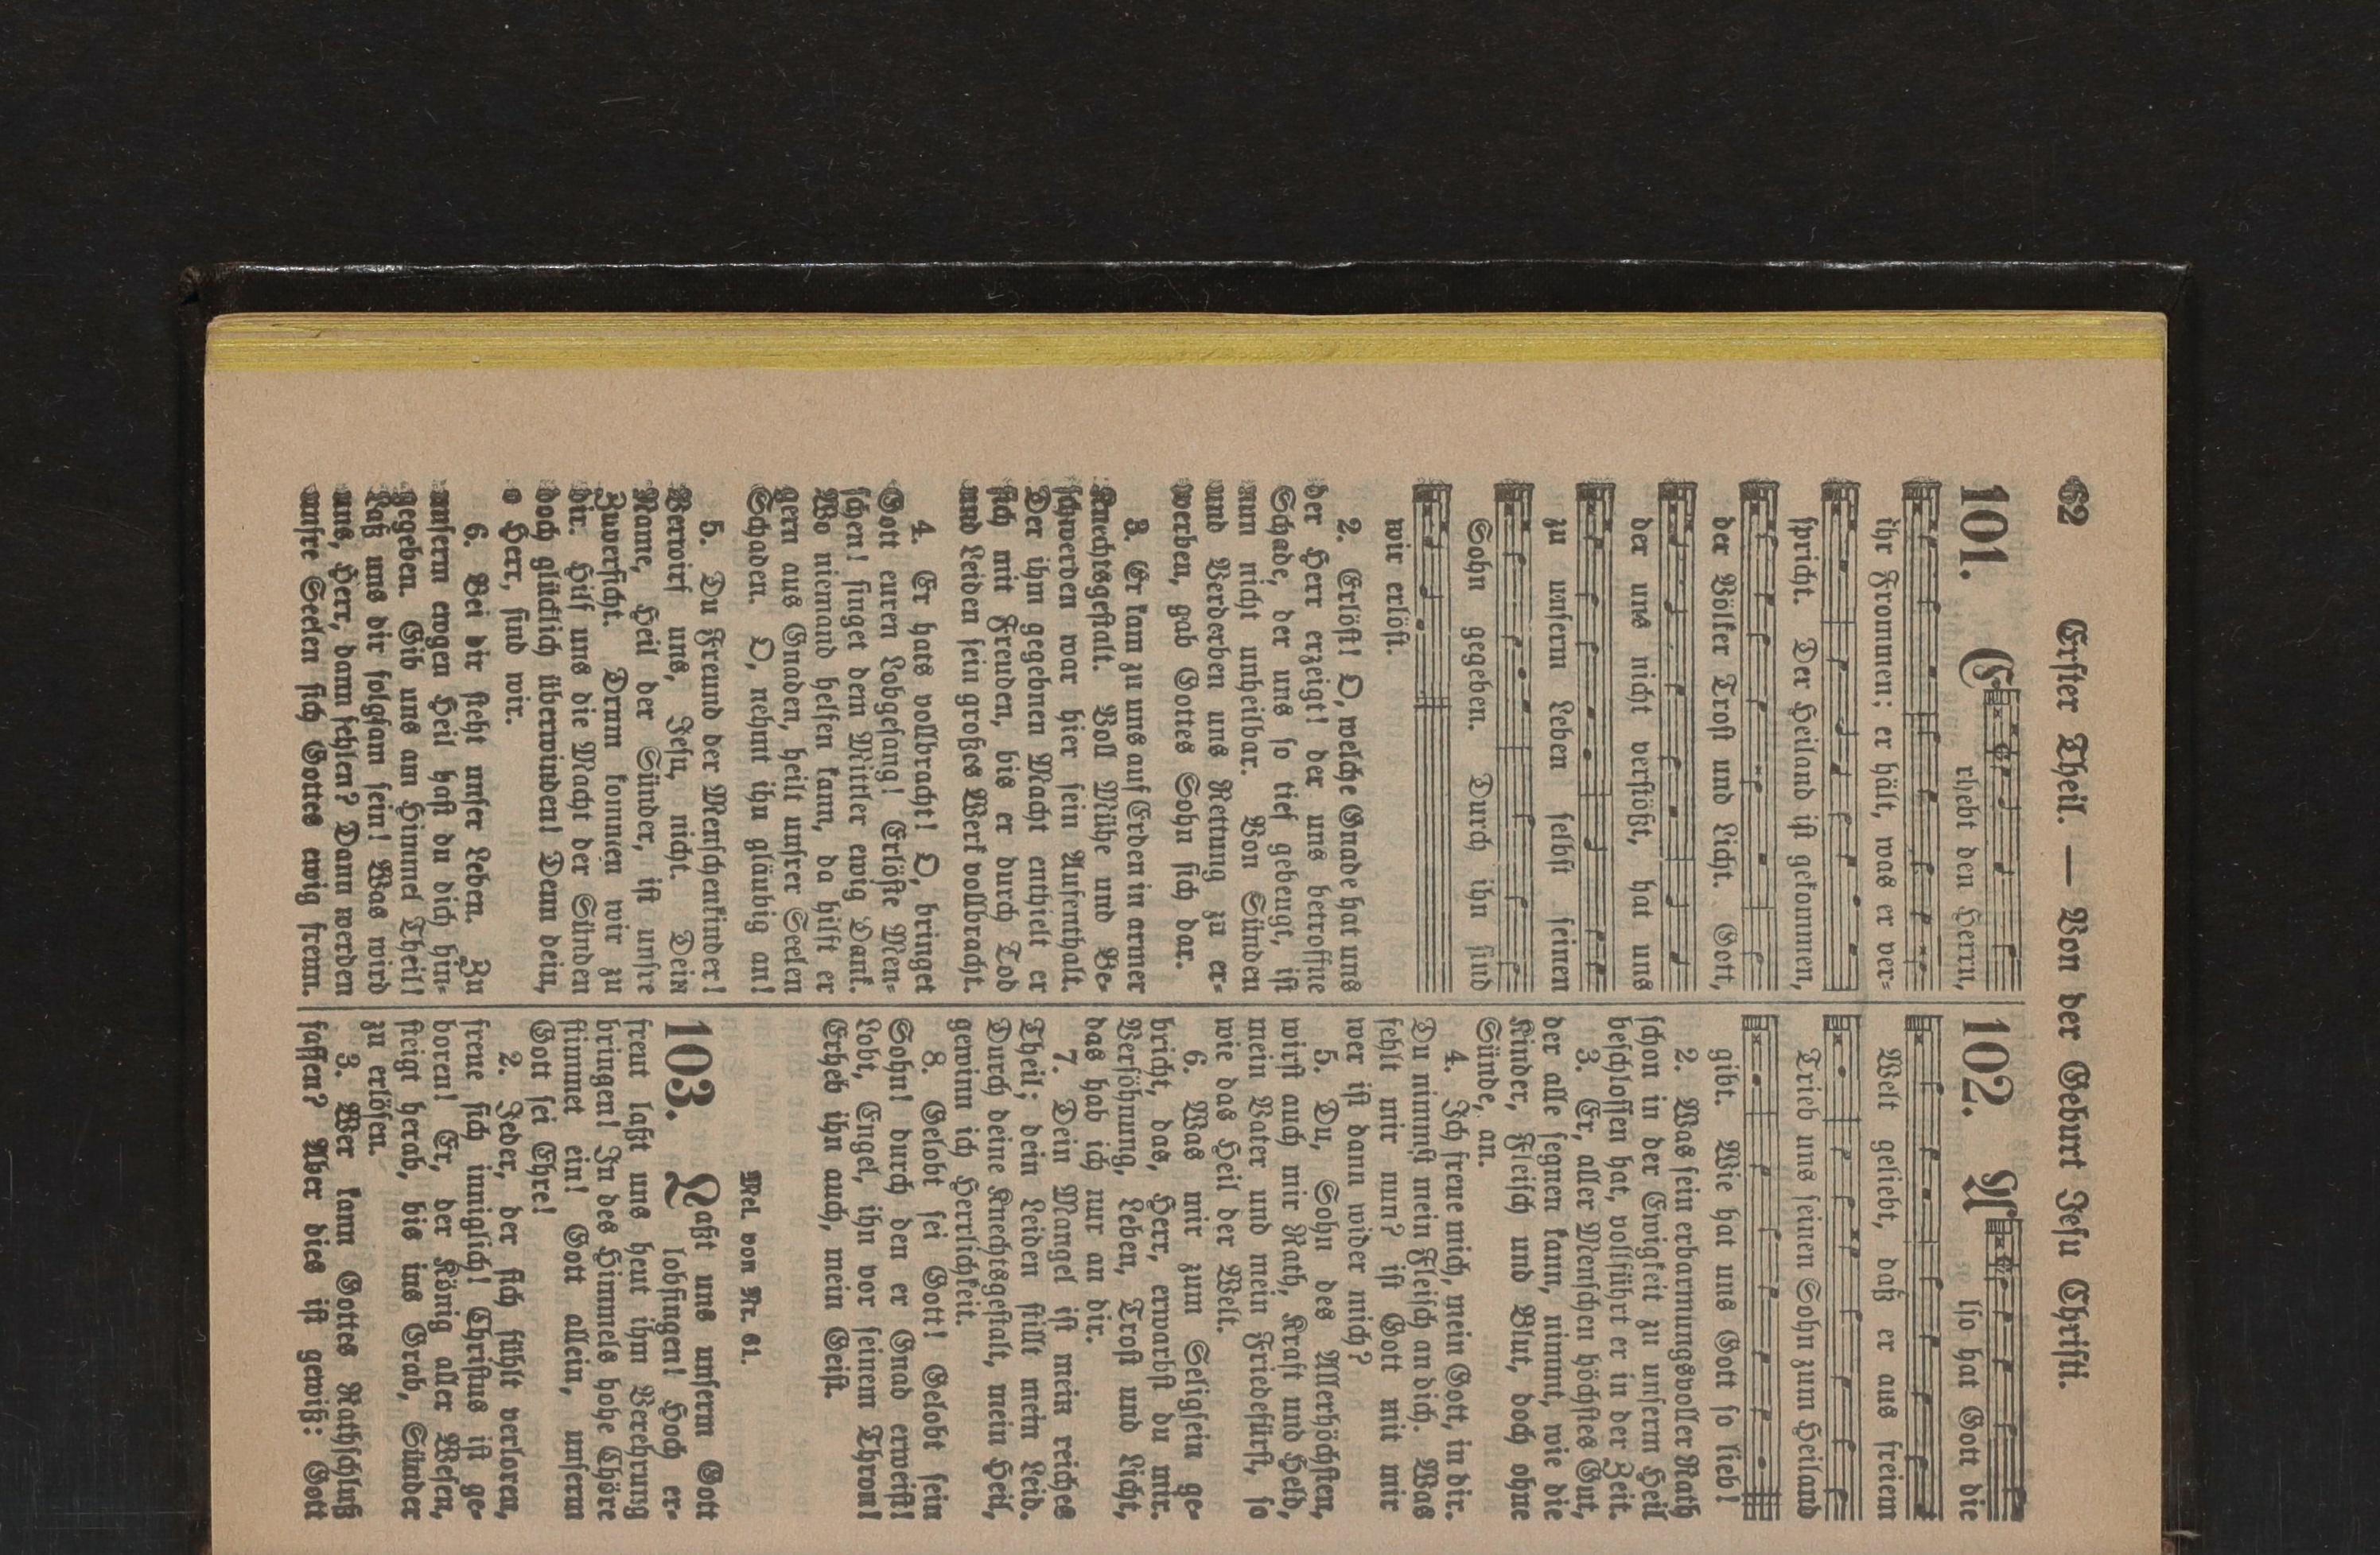 62 Erſter Theil. — Von der Geburt Jeſu Chriſti.
101. Erhebt den Herrn,
ihr Frommen; er hält, was er ver-
ſpricht. Der Heiland iſt gekommen,
der Völker Troſt und Licht. Gott,
der uns nicht verſtößt, hat uns
zu unſerm Leben ſelbſt ſeinen
Sohn gegeben. Durch ihn ſind
wir erlöſt.
2. Erlöſt! O, welche Gnade hat uns
der Herr erzeigt! der uns betroffne
Schade, der uns ſo tief gebeugt, iſt
nun nicht unheilbar. Von Sünden
und Verderben uns Rettung zu er-
werben, gab Gottes Sohn ſich dar.
3. Er kam zu uns auf Erden in armer
Knechtsgeſtalt. Voll Mühe und Be-
ſchwerden war hier ſein Aufenthalt.
Der ihm gegebnen Macht enthielt er
ſich mit Freuden, bis er durch Tod
und Leiden ſein großes Werk vollbracht.
4. Er hats vollbracht! O, bringet
Gott euren Lobgeſang! Erlöſte Men-
ſchen! ſinget dem Mittler ewig Dank.
Wo niemand helfen kann, da hilft er
gern aus Gnaden, heilt unſrer Seelen
Schaden. O, nehmt ihn gläubig an!
5. Du Freund der Menſchenkinder!
Verwirf uns, Jeſu, nicht. Dein
Name, Heil der Sünder, iſt unſre
Zuverſicht. Drum kommen wir zu
dir. Hilf uns die Macht der Sünden
doch glücklich überwinden! Denn dein,
o Herr, ſind wir.
6. Bei dir ſteht unſer Leben. Zu
unſerm ewgen Heil haſt du dich hin-
gegeben. Gib uns am Himmel Theil!
Laß uns dir folgſam ſein! Was wird
uns, Herr, dann fehlen? Dann werden
unſre Seelen ſich Gottes ewig freun.
102. Alſo hat Gott die
Welt geliebt, daß er aus freiem
Trieb uns ſeinen Sohn zum Heiland
gibt. Wie hat uns Gott ſo lieb!
2. Was ſein erbarmungsvoller Rath
ſchon in der Ewigkeit zu unſerm Heil
beſchloſſen hat, vollführt er in der Zeit.
3. Er, aller Menſchen höchſtes Gut,
der alle ſegnen kann, nimmt, wie die
Kinder, Fleiſch und Blut, doch ohne
Sünde, an.
4. Ich freue mich, mein Gott, in dir.
Du nimmſt mein Fleiſch an dich. Was
fehlt mir nun? iſt Gott mit mir
wer iſt dann wider mich?
5. Du, Sohn des Allerhöchſten,
wirſt auch mir Rath, Kraft und Held,
mein Vater und mein Friedefürſt, ſo
wie das Heil der Welt.
6. Was mir zum Seligſein ge-
bricht, das, Herr, erwarbſt du mir.
Verſöhnung, Leben, Troſt und Licht,
das hab ich nur an dir.
7. Dein Mangel iſt mein reiches
Theil; dein Leiden ſtillt mein Leid.
Durch deine Knechtsgeſtalt, mein Heil,
gewinn ich Herrlichkeit.
8. Gelobt ſei Gott! Gelobt ſein
Sohn! durch den er Gnad erweiſt!
Lobt, Engel, ihn vor ſeinem Thron!
Erheb ihn auch, mein Geiſt.
Mel. von Nr. 61.
103. Laßt uns unſerm Gott
lobſingen! Hoch er-
freut laßt uns heut ihm Verehrung
bringen! In des Himmels hohe Chöre
ſtimmet ein! Gott allein, unſerm
Gott ſei Ehre!
2. Jeder, der ſich fühlt verloren,
freue ſich inniglich! Chriſtus iſt ge-
boren! Er, der König aller Weſen,
ſteigt herab, bis ins Grab, Sünder
zu erlöſen.
3. Wer kann Gottes Rathſchluß
faſſen? Aber dies iſt gewiß: Gott